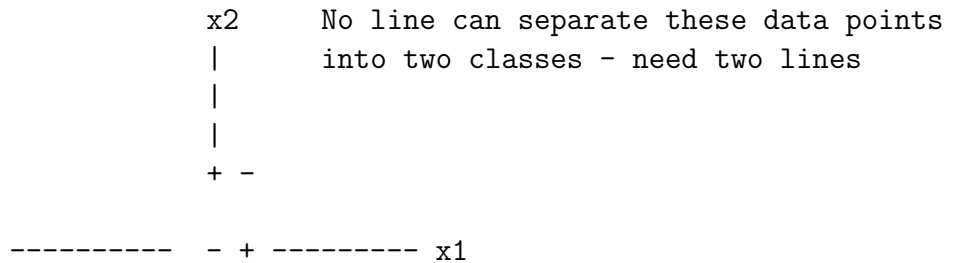 x2 No line can separate these data points
| into two classes - need two lines
|
|
+ -
---------- - + --------- x1